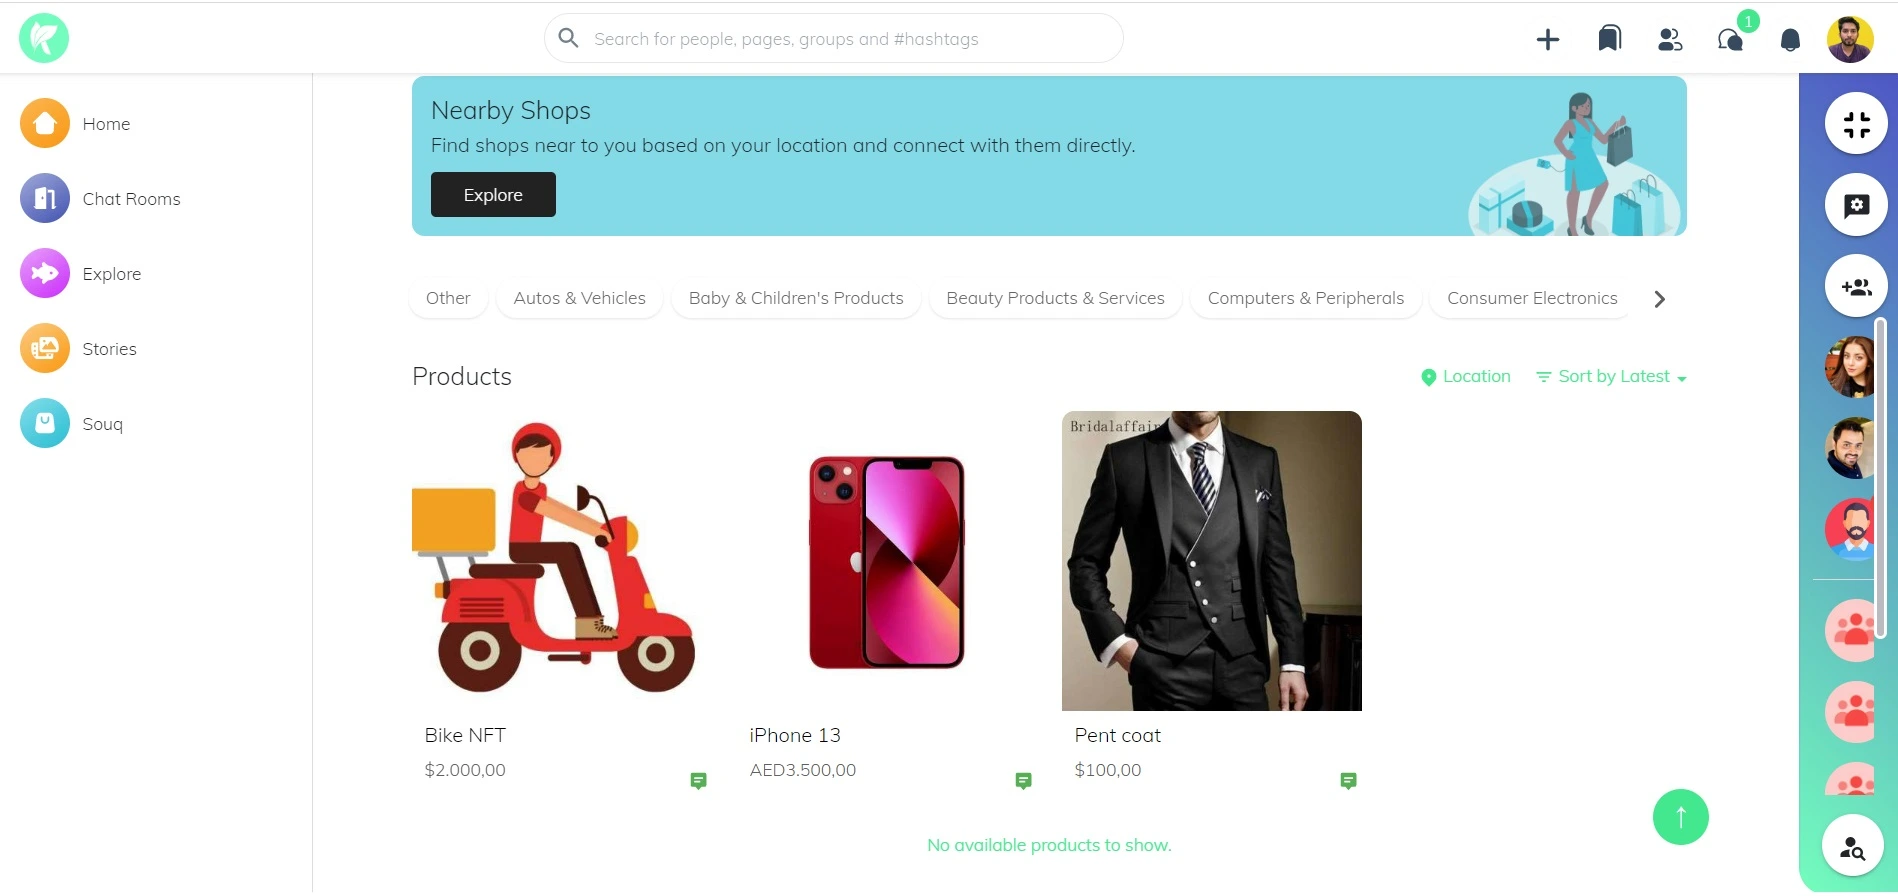 Search for people, pages, groups and #hashtags
1
Home
Chat Rooms
Explore
Stories
Souq
Nearby Shops
Find shops near to you based on your location and connect with them directly.
Explore
Other
Autos & Vehicles
Baby & Children's Products
Beauty Products & Services
Computers & Peripherals
Consumer Electronics
Products
Location
Sort by Latest
Bridalaffair
Bike NFT
$2.000,00
iPhone 13
AED3.500,00
Pent coat
$100,00
No available products to show.